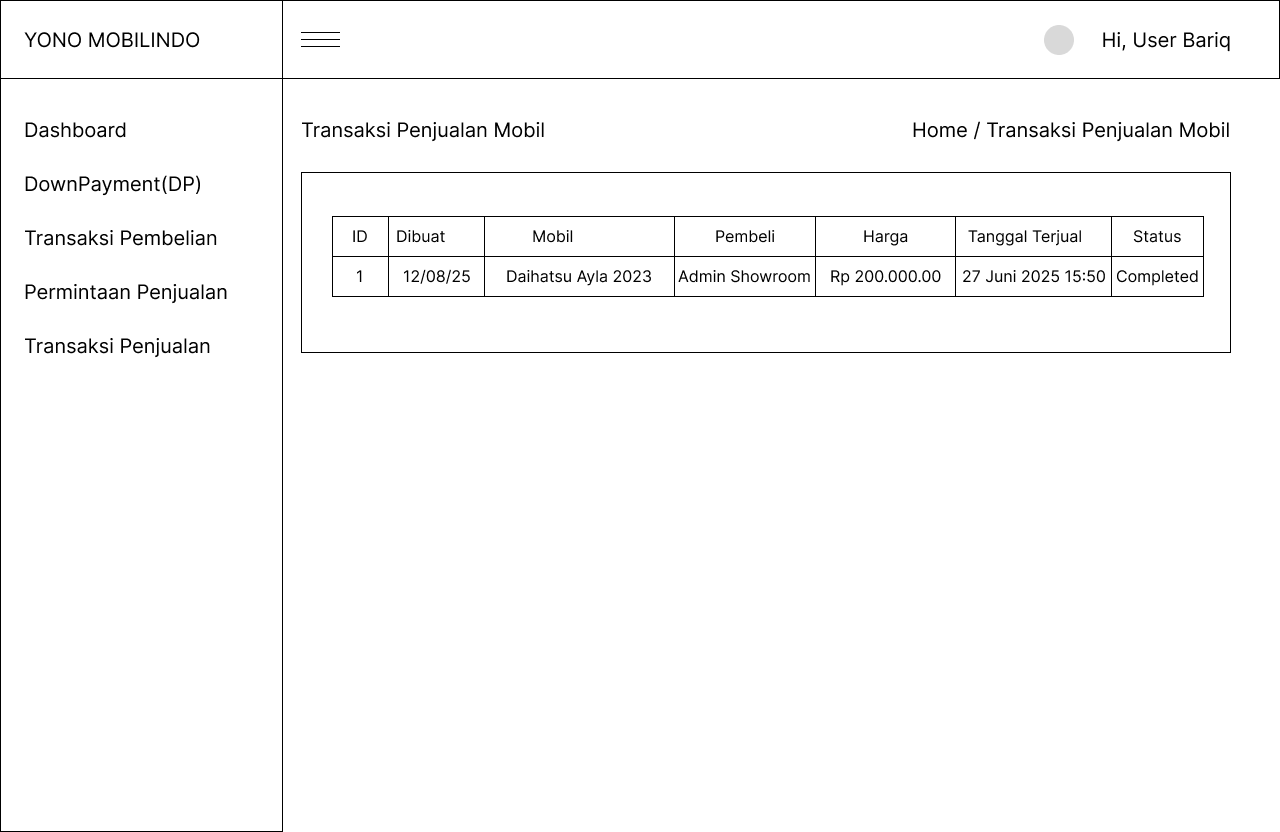 YONO MOBILINDO
Hi, User Bariq
Dashboard
DownPayment(DP)
Transaksi Pembelian
Permintaan Penjualan
Transaksi Penjualan
Transaksi Penjualan Mobil
Home / Transaksi Penjualan Mobil
ID Dibuat Mobil Pembeli Harga Tanggal Terjual Status
1 12/08/25 Daihatsu Ayla 2023 Admin Showroom Rp 200.000.00 27 Juni 2025 15:50 Completed